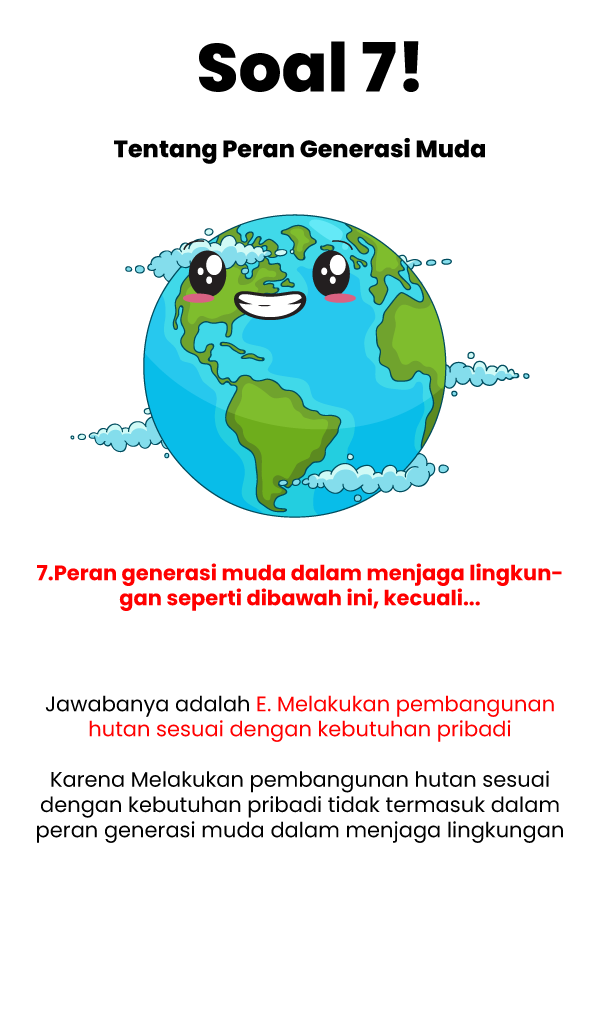 Soal 7!
Tentang Peran Generasi Muda
7.Peran generasi muda dalam menjaga lingkun-
gan seperti dibawah ini, kecuali...
Jawabanya adalah E. Melakukan pembangunan
hutan sesuai dengan kebutuhan pribadi
Karena Melakukan pembangunan hutan sesuai
dengan kebutuhan pribadi tidak termasuk dalam
peran generasi muda dalam menjaga lingkungan